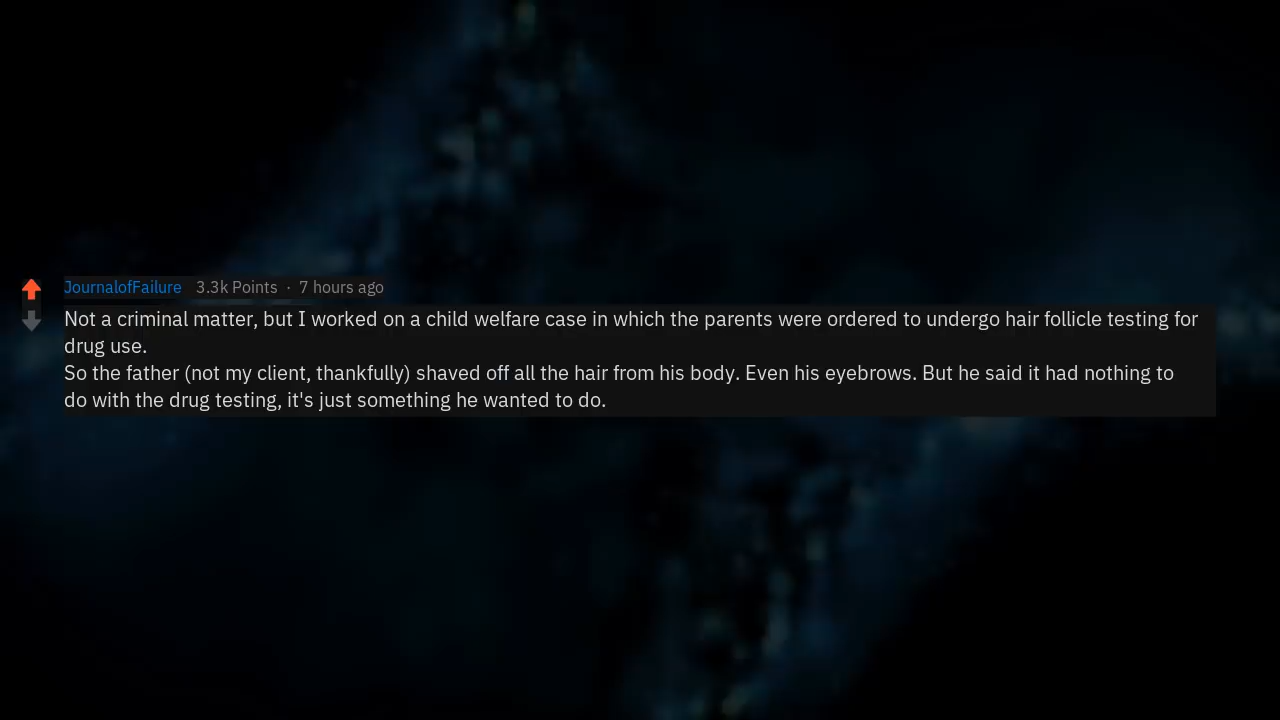 JournalofFailure 3.3k Points · 7 hours ago
Not a criminal matter, but I worked on a child welfare case in which the parents were ordered to undergo hair follicle testing for
drug use.
So the father (not my client, thankfully) shaved off all the hair from his body. Even his eyebrows. But he said it had nothing to
do with the drug testing, it's just something he wanted to do.